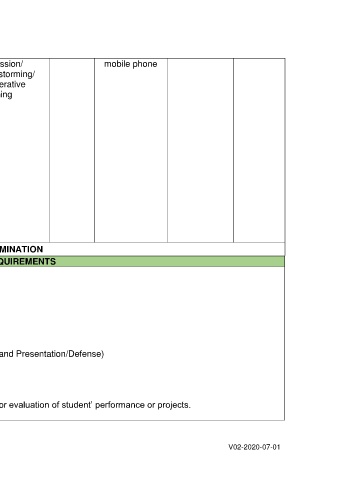 ssion/
storming/
erative
ing
mobile phone
MINATION
QUIREMENTS
and Presentation/Defense)
or evaluation of student’ performance or projects.
V02-2020-07-01